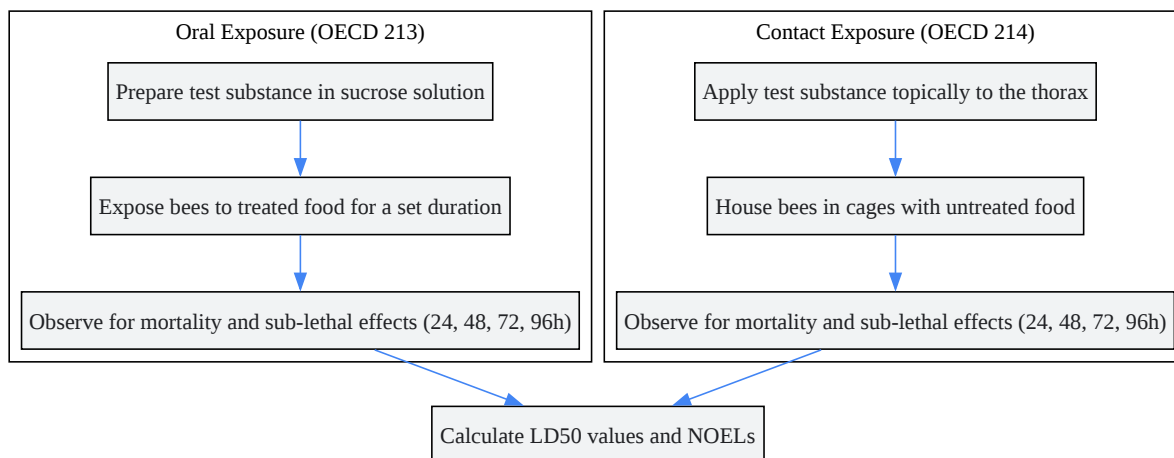 Oral Exposure (OECD 213)
Prepare test substance in sucrose solution
Expose bees to treated food for a set duration
Observe for mortality and sub-lethal effects (24, 48, 72, 96h)
Contact Exposure (OECD 214)
Apply test substance topically to the thorax
House bees in cages with untreated food
Observe for mortality and sub-lethal effects (24, 48, 72, 96h)
Calculate LD50 values and NOELs